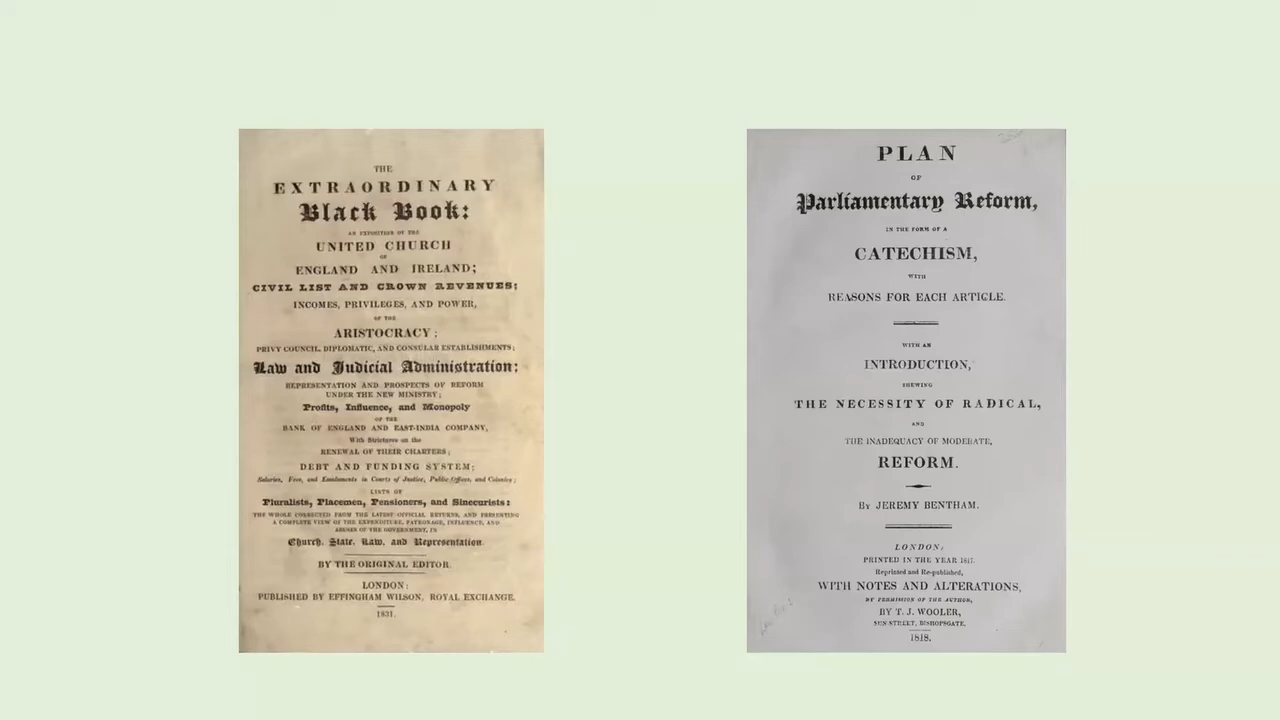 THE
EXTRAORDINARY
Black Book:
AN EXPOSITION OF THE
UNITED CHURCH
OF
ENGLAND AND IRELAND;
CIVIL LIST AND CROWN REVENUES;
INCOMES, PRIVILEGES, AND POWER,
OF THE
ARISTOCRACY;
PRIVY COUNCIL, DIPLOMATIC, AND CONSULAR ESTABLISHMENTS;
Law and Judicial Administration;
REPRESENTATION AND PROSPECTS OF REFORM
UNDER THE NEW MINISTRY;
Profits, Influence, and Monopoly
OF THE
BANK OF ENGLAND AND EAST-INDIA COMPANY,
With Strictures on the
RENEWAL OF THEIR CHARTERS;
DEBT AND FUNDING SYSTEM;
Salaries, Fees, and Emoluments in Courts of Justice, Public Offices, and Colonies;
LISTS OF
Pluralists, Placemen, Pensioners, and Sinecurists:
THE WHOLE CORRECTED FROM THE LATEST OFFICIAL RETURNS, AND PRESENTING
A COMPLETE VIEW OF THE EXPENDITURE, PATRONAGE, INFLUENCE, AND
ABUSES OF THE GOVERNMENT, IN
Church, State, Law, and Representation.
BY THE ORIGINAL EDITOR.
LONDON:
PUBLISHED BY EFFINGHAM WILSON, ROYAL EXCHANGE.
1831.
PLAN
OF
Parliamentary Reform,
IN THE FORM OF A
CATECHISM,
WITH
REASONS FOR EACH ARTICLE.
WITH AN
INTRODUCTION,
SHEWING
THE NECESSITY OF RADICAL,
AND
THE INADEQUACY OF MODERATE,
REFORM.
BY JEREMY BENTHAM.
LONDON:
PRINTED IN THE YEAR 1817.
Reprinted and Re-published,
WITH NOTES AND ALTERATIONS,
BY PERMISSION OF THE AUTHOR,
BY T. J. WOOLER,
SUN-STREET, BISHOPSGATE.
1818.